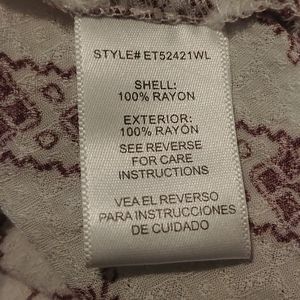 STYLE# ET52421WL
SHELL:
100% RAYON
EXTERIOR:
100% RAYON
SEE REVERSE
FOR CARE
INSTRUCTIONS
VEA EL REVERSO
PARA INSTRUCCIONES
DE CUIDADO